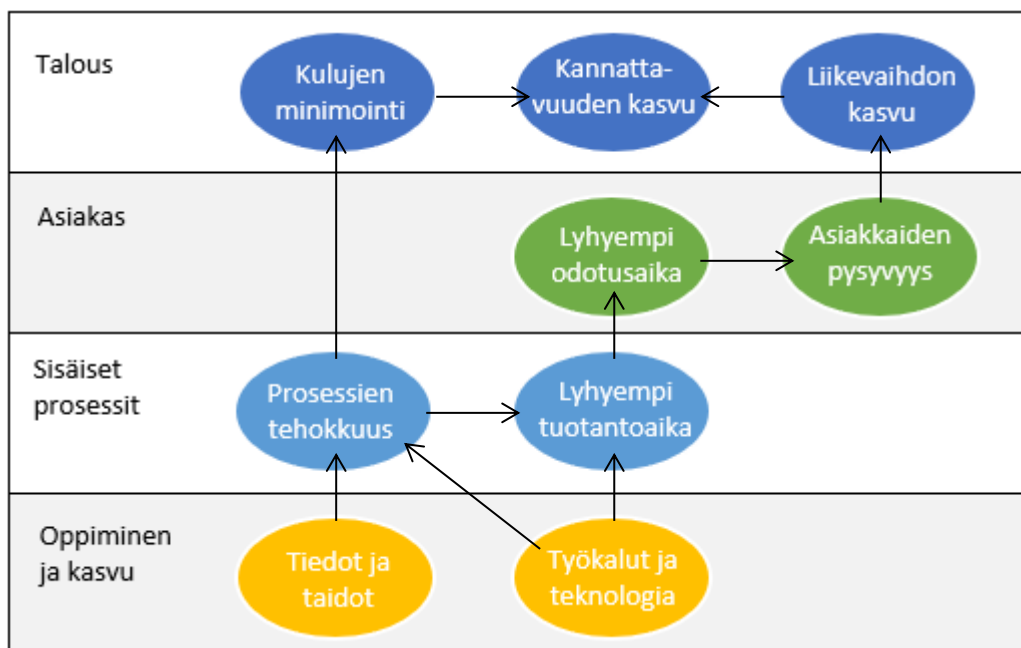 Talous
Kulujen
minimointi
Kannatta-
vuuden kasvu
Liikevaihdon
kasvu
Asiakas
Lyhyempi
odotusaika
Asiakkaiden
pysyvyys
Sisäiset
prosessit
Prosessien
tehokkuus
Lyhyempi
tuotantoaika
Oppiminen
ja kasvu
Tiedot ja
taidot
Työkalut ja
teknologia